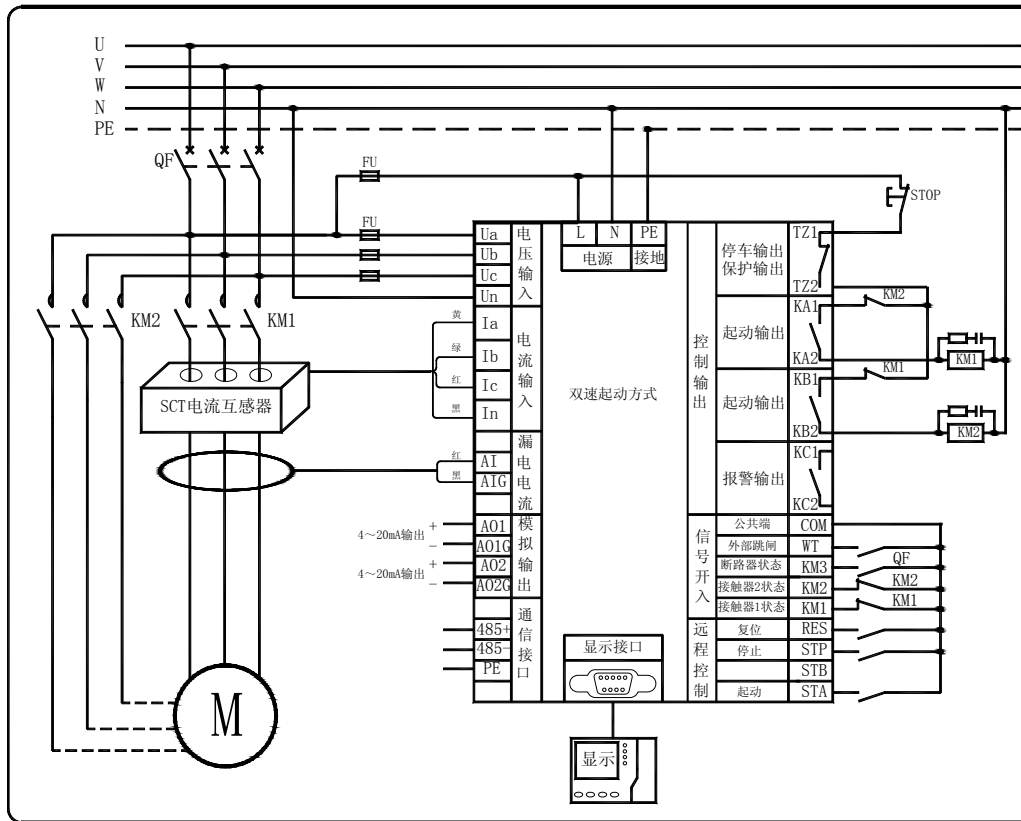 U
V
W
N
PE
QF
FU
STOP
FU
Ua
Ub
Uc
Un
电压输入
L
N
PE
电源
接地
停车输出
保护输出
TZ1
TZ2
KM2
KM1
黄
绿
红
黑
Ia
Ib
Ic
In
电流输入
双速起动方式
控制输出
起动输出
KA1
KA2
KM2
KM1
起动输出
KB1
KB2
KM1
KM2
SCT电流互感器
红
黑
AI
AIG
漏电电流
报警输出
KC1
KC2
4～20mA输出
+
−
4～20mA输出
+
−
AO1
AO1G
AO2
AO2G
模拟输出
信号开入
公共端
COM
外部跳闸
WT
断路器状态
KM3
QF
接触器2状态
KM2
KM2
接触器1状态
KM1
KM1
485+
485-
PE
通信接口
显示接口
远程控制
复位
RES
停止
STP
STB
起动
STA
M
显示